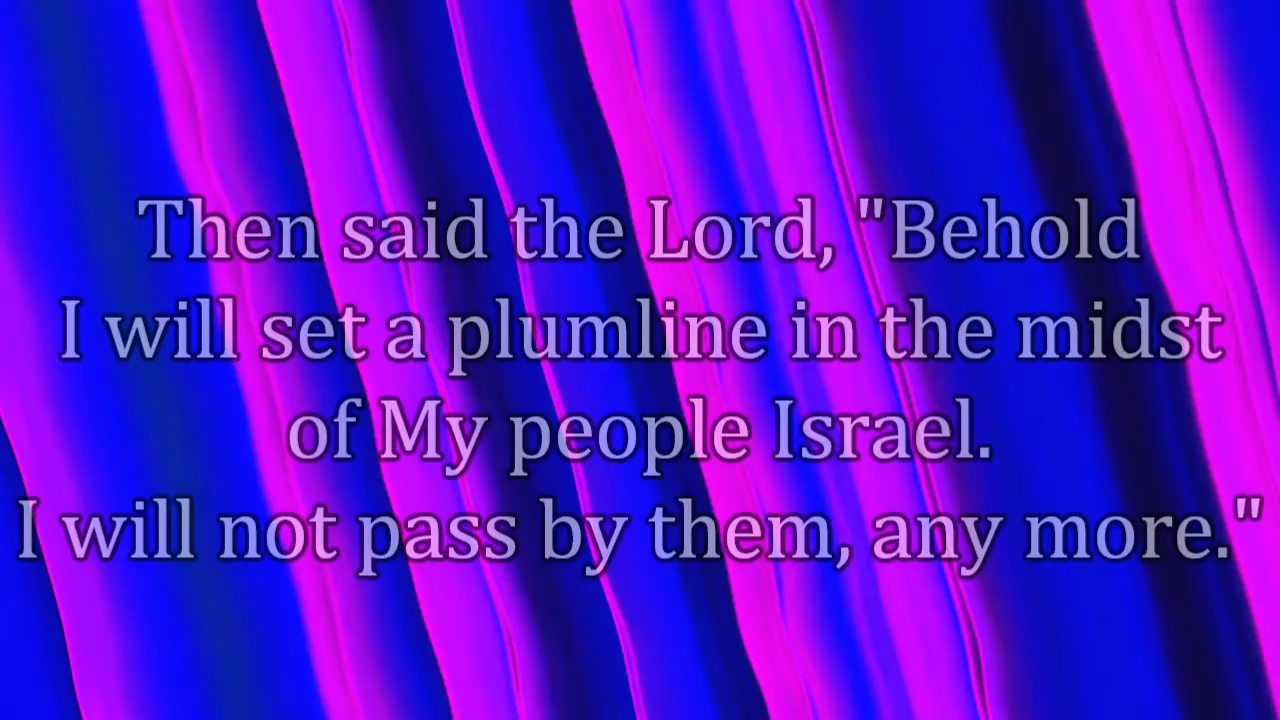 Then said the Lord, "Behold
I will set a plumline in the midst
of My people Israel.
I will not pass by them, any more."